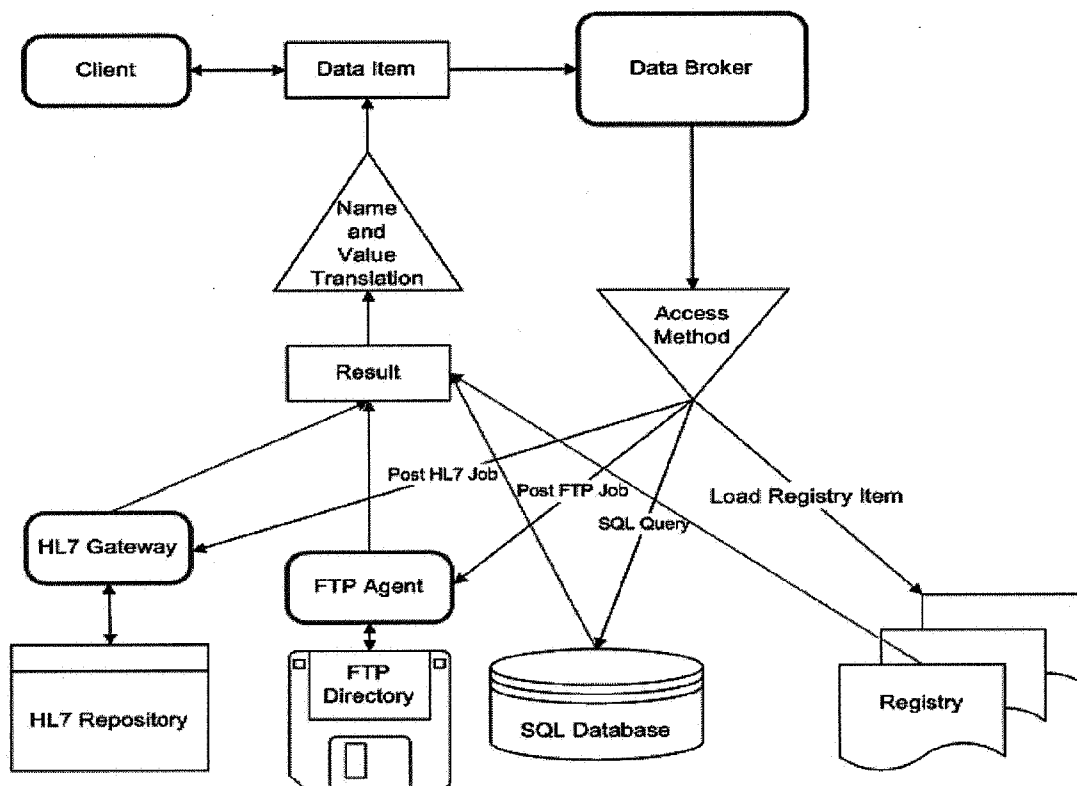 Client
Data Item
Data Broker
Name
and
Value
Translation
Access
Method
Result
Post HL7 Job
Post FTP Job
SQL Query
Load Registry Item
HL7 Gateway
FTP Agent
HL7 Repository
FTP
Directory
SQL Database
Registry